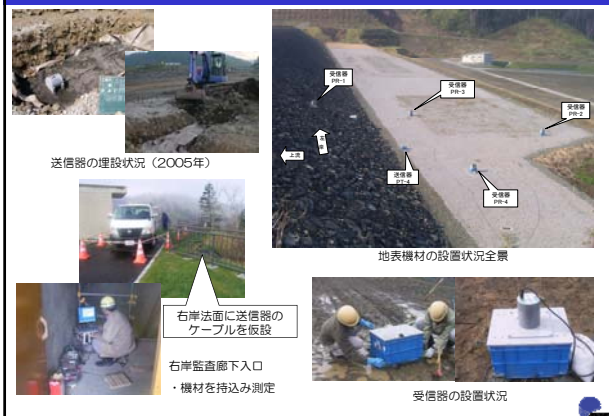 送信器の埋設状況（2005年）
受信器
PR-1
受信器
PR-3
受信器
PR-2
上流
送信器
PT-4
受信器
PR-4
地表機材の設置状況全景
右岸法面に送信器の
ケーブルを仮設
右岸監査廊下入口
・機材を持込み測定
受信器の設置状況